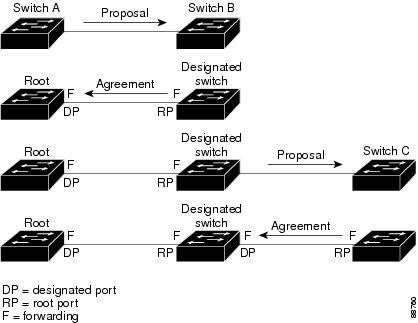 Switch A
Proposal
Switch B
Root
F
Agreement
F
Designated
switch
DP
RP
Root
F
F
Designated
switch
Proposal
Switch C
DP
RP
Root
F
F
Designated
switch
F
Agreement
F
DP
RP
DP
RP
DP = designated port
RP = root port
F = forwarding